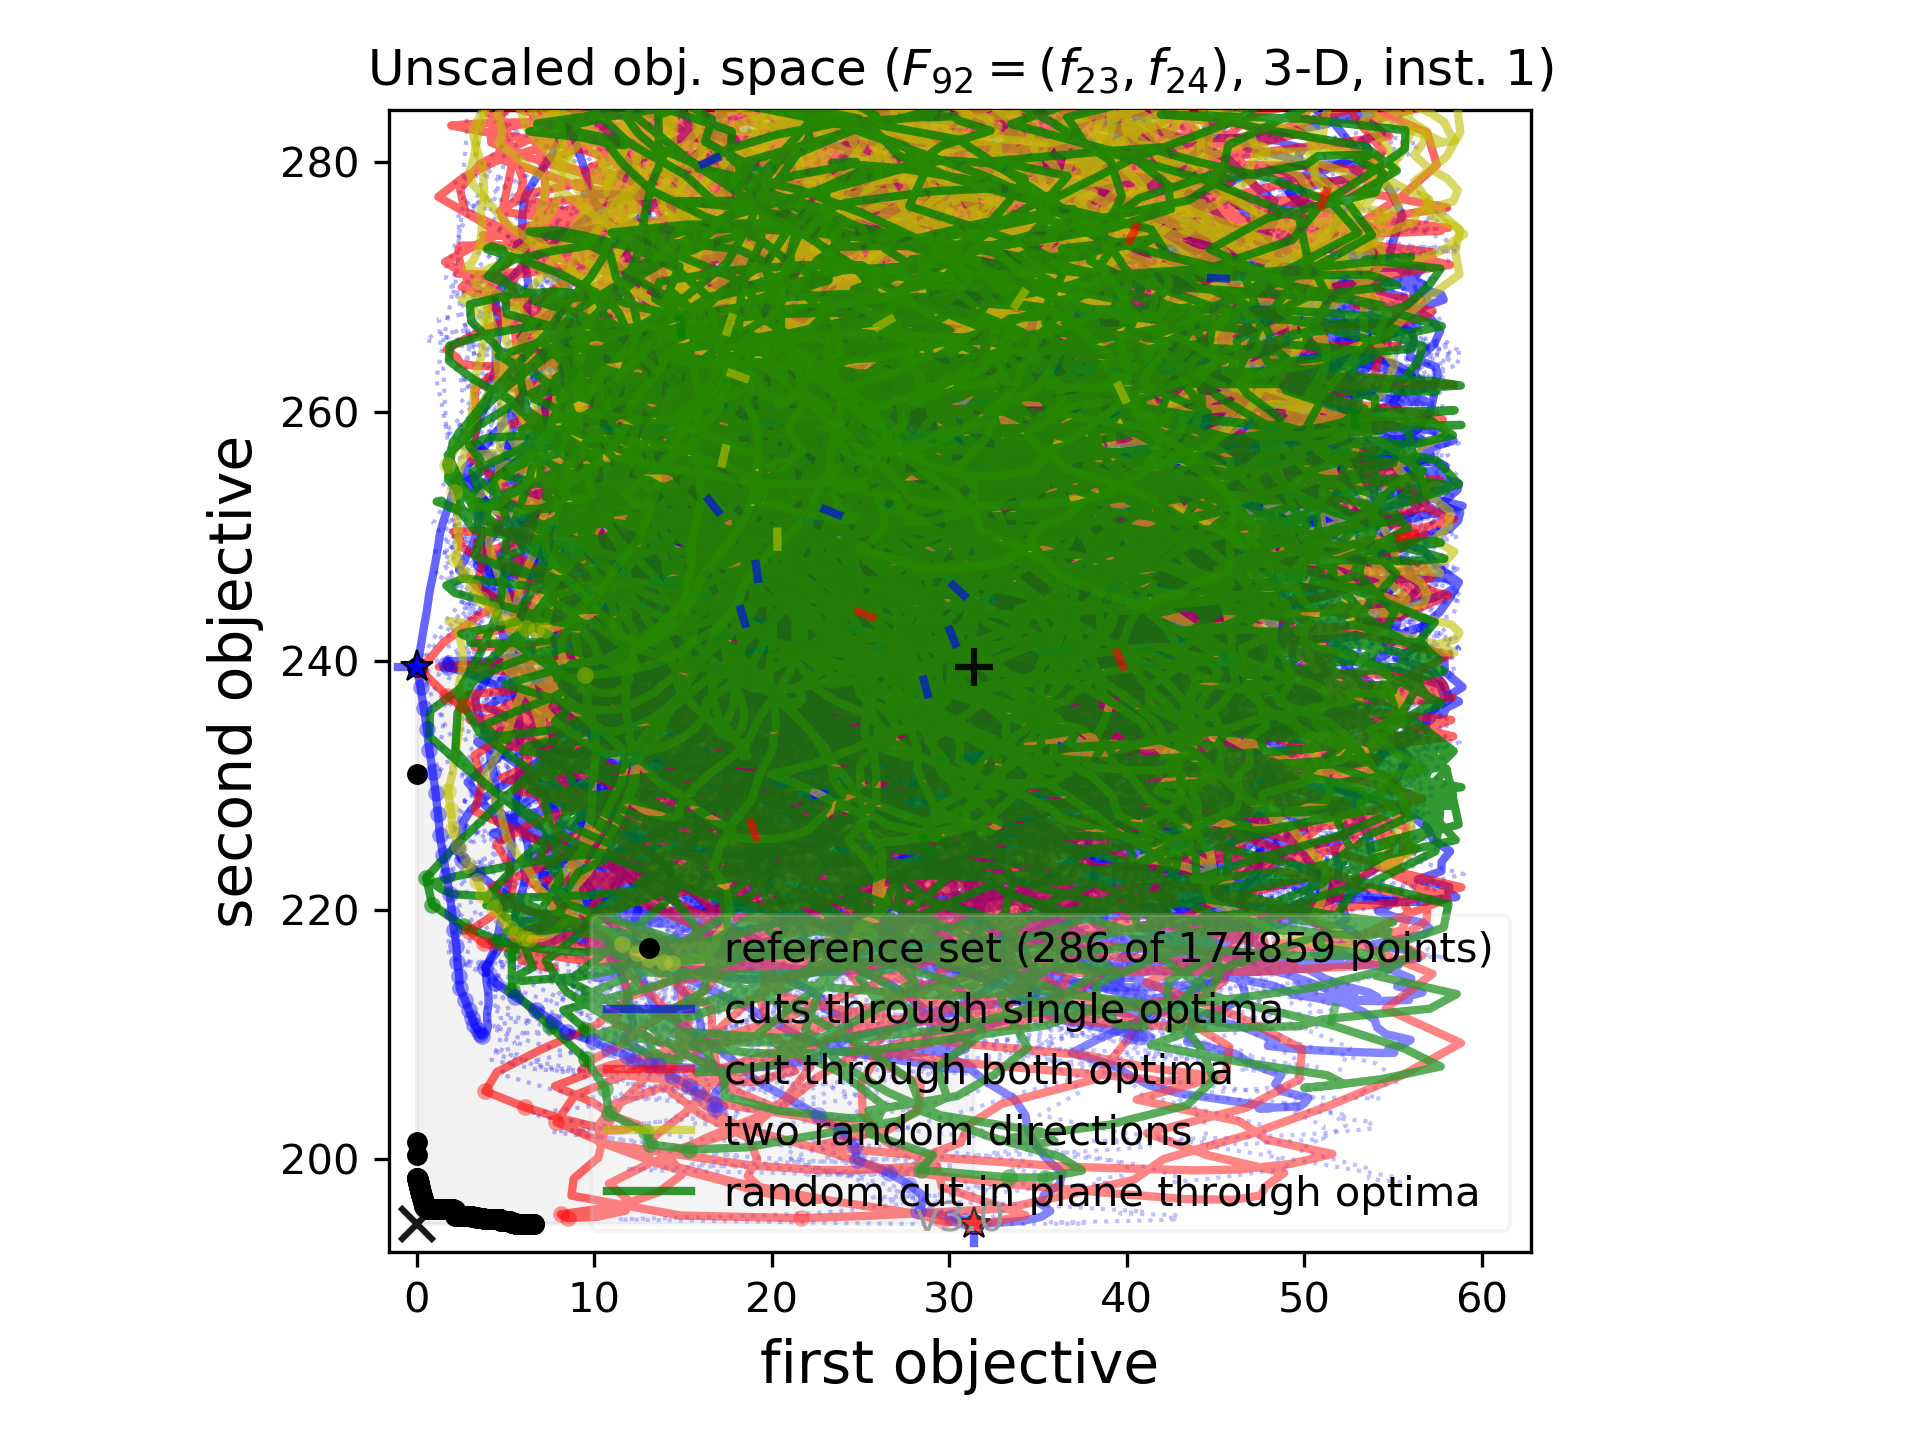 Unscaled obj. space (F₉₂ = (f₂₃, f₂₄), 3-D, inst. 1)
280
260
240
220
200
second objective
reference set (286 of 174859 points)
cuts through single optima
cut through both optima
two random directions
random cut in plane through optima
0 10 20 30 40 50 60
first objective